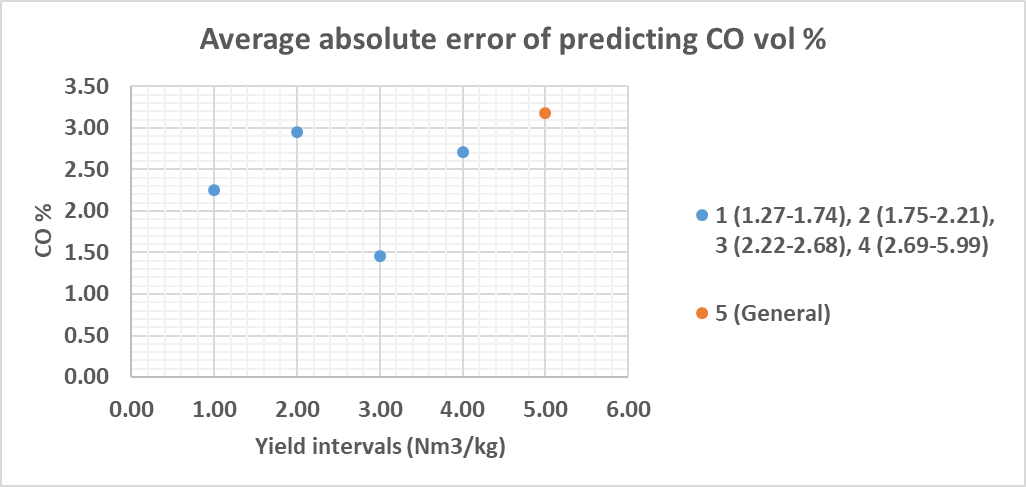 Average absolute error of predicting CO vol %
3.50
3.00
2.50
2.00
1.50
1.00
0.50
0.00
CO %
0.00 1.00 2.00 3.00 4.00 5.00 6.00
Yield intervals (Nm3/kg)
1 (1.27-1.74), 2 (1.75-2.21),
3 (2.22-2.68), 4 (2.69-5.99)
5 (General)